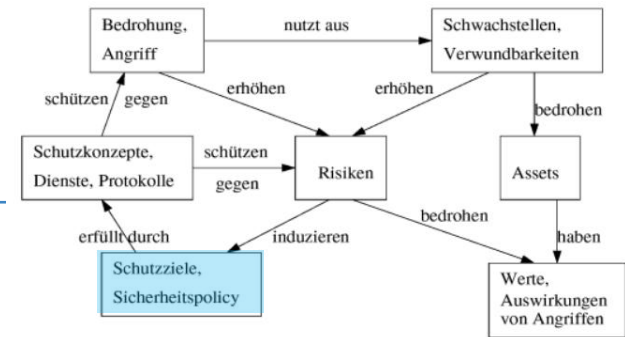 Bedrohung,
Angriff
nutzt aus
Schwachstellen,
Verwundbarkeiten
schützen gegen
erhöhen
erhöhen
bedrohen
Schutzkonzepte,
Dienste, Protokolle
schützen
gegen
Risiken
Assets
erfüllt durch
induzieren
bedrohen
haben
Schutzziele,
Sicherheitspolicy
Werte,
Auswirkungen
von Angriffen